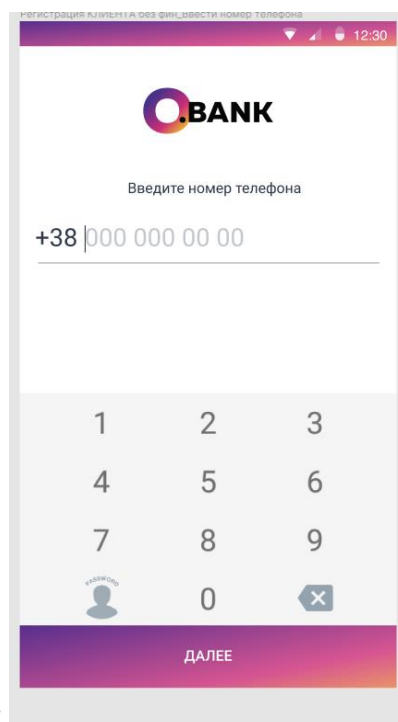 Регистрация КЛИЕНТА без фин_Ввести номер телефона
12:30
O.BANK
Введите номер телефона
+38 000 000 00 00
1 2 3
4 5 6
7 8 9
PASSWORD 0
ДАЛЕЕ